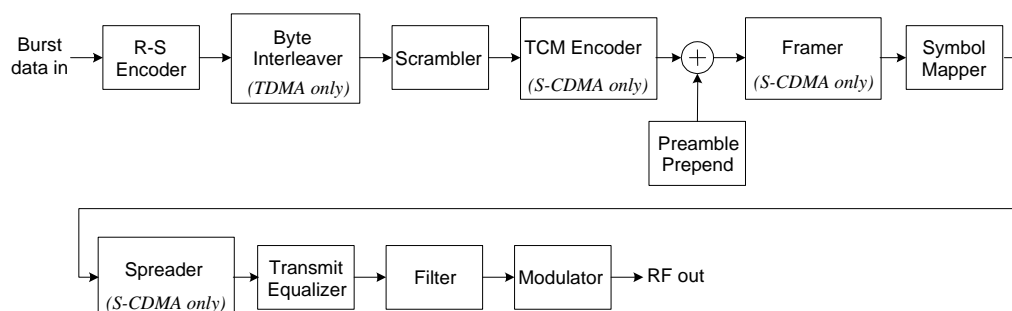 Burst
data in
R-S
Encoder
Byte
Interleaver
(TDMA only)
Scrambler
TCM Encoder
(S-CDMA only)
Preamble
Prepend
Framer
(S-CDMA only)
Symbol
Mapper
Spreader
(S-CDMA only)
Transmit
Equalizer
Filter
Modulator
RF out